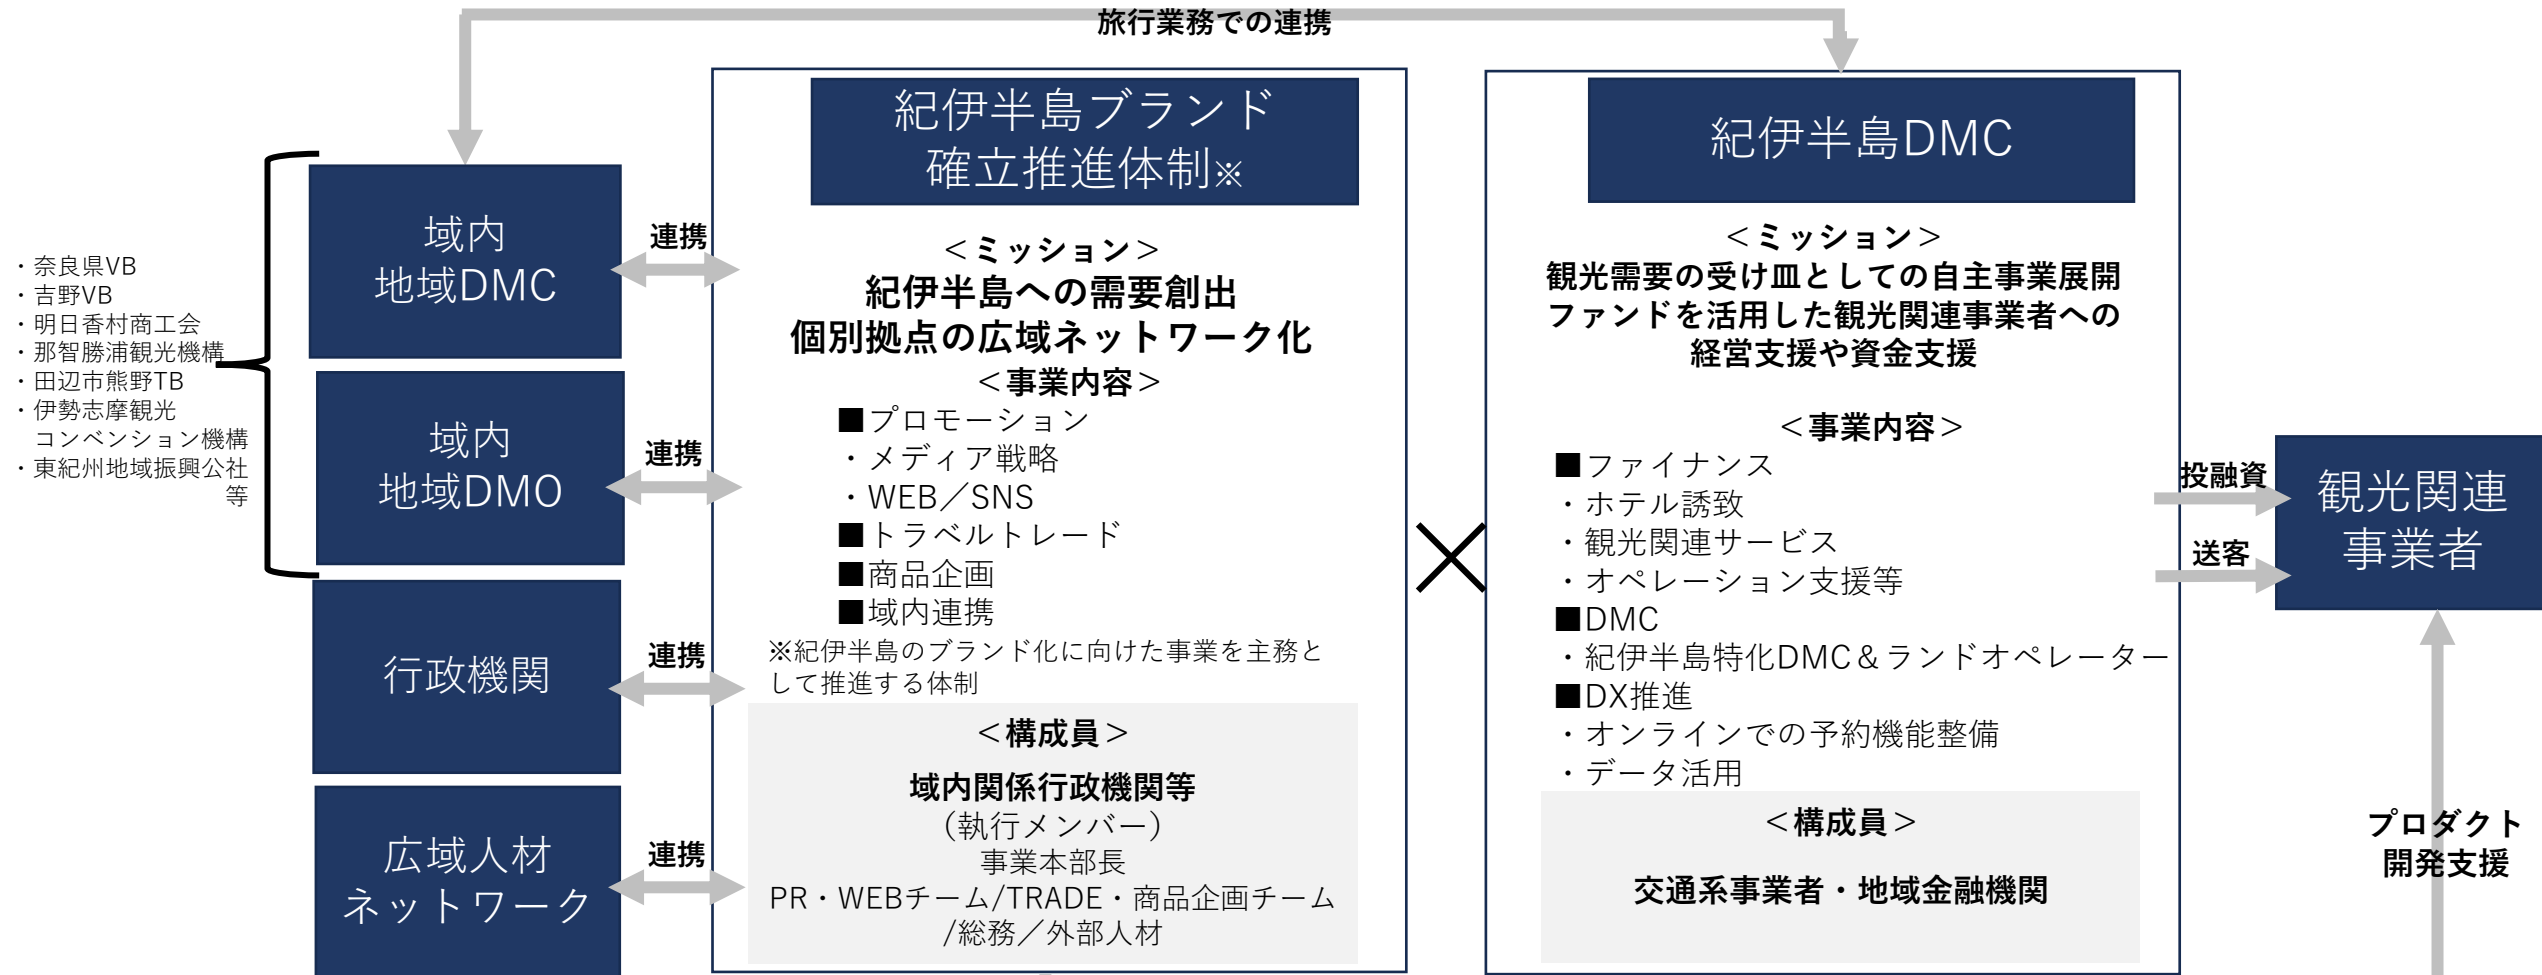 旅行業務での連携
・奈良県VB
・吉野VB
・明日香村商工会
・那智勝浦観光機構
・田辺市熊野TB
・伊勢志摩観光
コンベンション機構
・東紀州地域振興公社
等
域内
地域DMC
域内
地域DMO
行政機関
広域人材
ネットワーク
連携
連携
連携
連携
紀伊半島ブランド
確立推進体制※
＜ミッション＞
紀伊半島への需要創出
個別拠点の広域ネットワーク化
＜事業内容＞
■プロモーション
・メディア戦略
・WEB／SNS
■トラベルトレード
■商品企画
■域内連携
※紀伊半島のブランド化に向けた事業を主務と
して推進する体制
＜構成員＞
域内関係行政機関等
（執行メンバー）
事業本部長
PR・WEBチーム/TRADE・商品企画チーム
/総務／外部人材
紀伊半島DMC
＜ミッション＞
観光需要の受け皿としての自主事業展開
ファンドを活用した観光関連事業者への
経営支援や資金支援
＜事業内容＞
■ファイナンス
・ホテル誘致
・観光関連サービス
・オペレーション支援等
■DMC
・紀伊半島特化DMC＆ランドオペレーター
■DX推進
・オンラインでの予約機能整備
・データ活用
＜構成員＞
交通系事業者・地域金融機関
投融資
送客
観光関連
事業者
プロダクト
開発支援